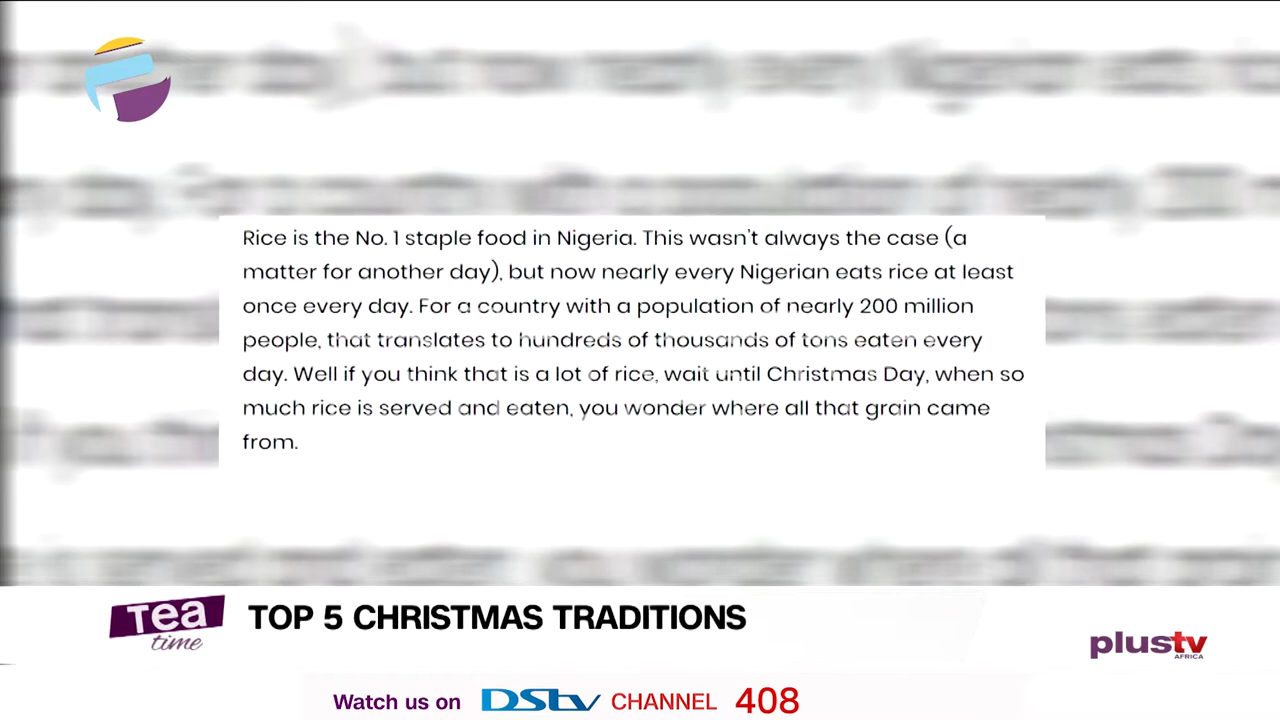 Rice is the No. 1 staple food in Nigeria. This wasn't always the case (a
matter for another day), but now nearly every Nigerian eats rice at least
once every day. For a country with a population of nearly 200 million
people, that translates to hundreds of thousands of tons eaten every
day. Well if you think that is a lot of rice, wait until Christmas Day, when so
much rice is served and eaten, you wonder where all that grain came
from.
Tea
time
TOP 5 CHRISTMAS TRADITIONS
plustv
AFRICA
Watch us on DStv CHANNEL 408